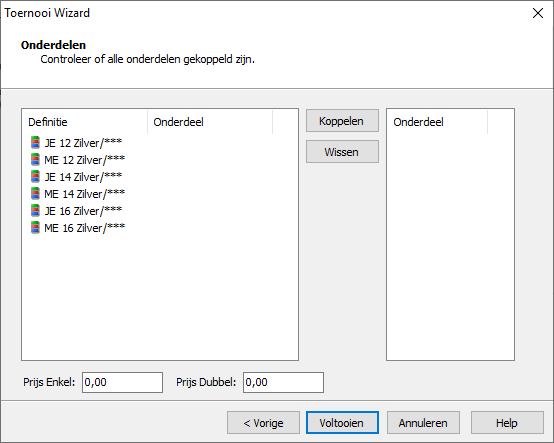 Toernooi Wizard
Onderdelen
Controleer of alle onderdelen gekoppeld zijn.
Definitie Onderdeel
JE 12 Zilver/***
ME 12 Zilver/***
JE 14 Zilver/***
ME 14 Zilver/***
JE 16 Zilver/***
ME 16 Zilver/***
Koppelen
Wissen
Onderdeel
Prijs Enkel: 0,00 Prijs Dubbel: 0,00
< Vorige Voltooien Annuleren Help